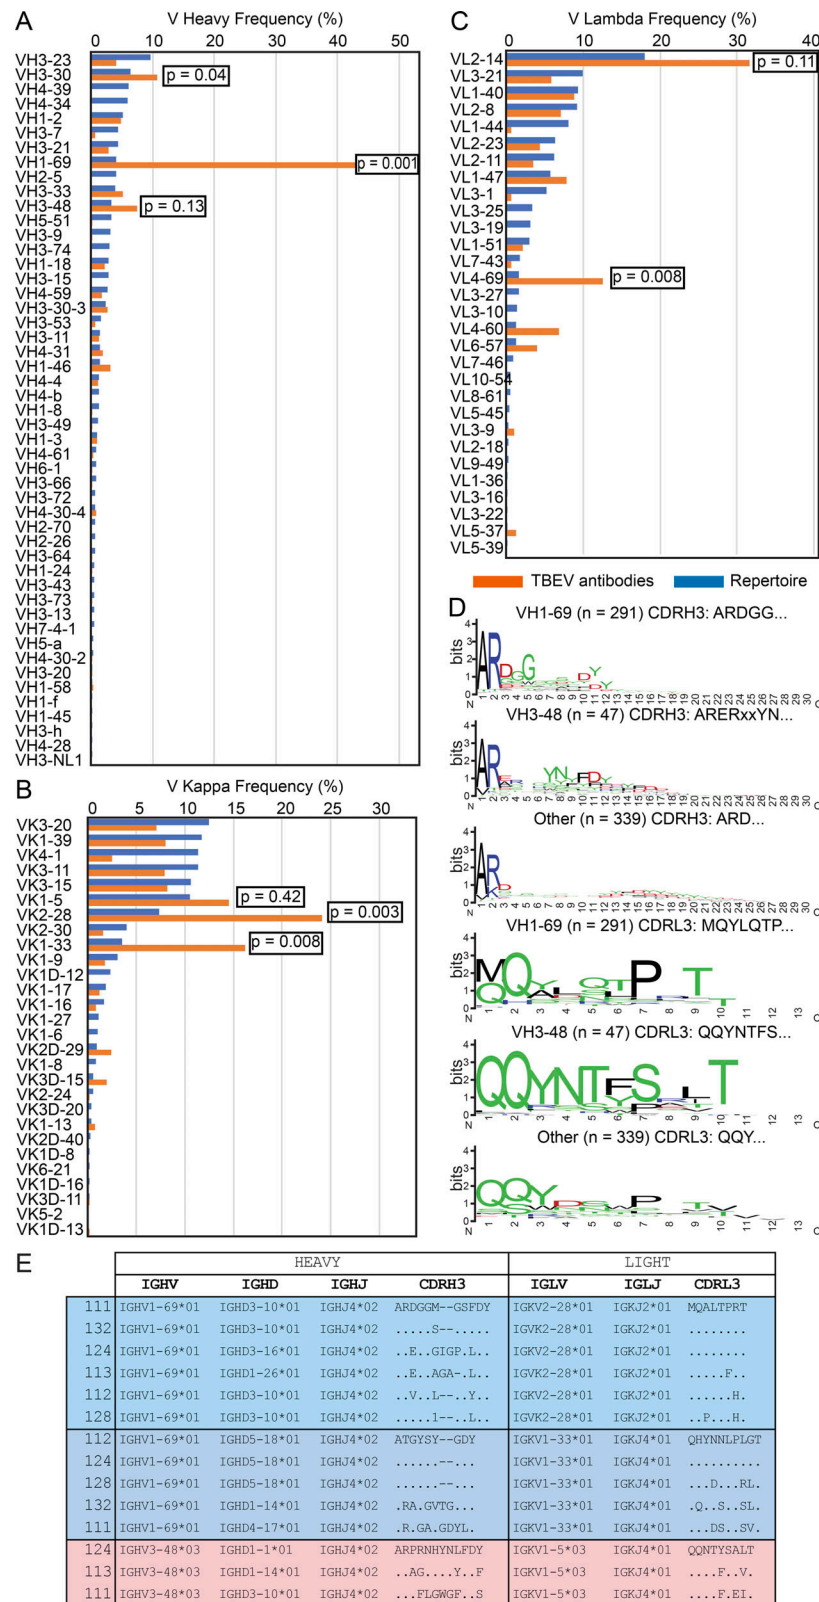 A
V Heavy Frequency (%)
0 10 20 30 40 50
VH3-23
VH3-30
p = 0.04
VH4-39
VH4-34
VH1-2
VH3-7
VH3-21
VH1-69
p = 0.001
VH2-5
VH3-33
VH3-48
p = 0.13
VH5-51
VH3-9
VH3-74
VH1-18
VH3-15
VH4-59
VH3-30-3
VH3-53
VH3-11
VH4-31
VH1-46
VH4-4
VH4-b
VH1-8
VH3-49
VH1-3
VH4-61
VH6-1
VH3-66
VH3-72
VH4-30-4
VH2-70
VH2-26
VH3-64
VH1-24
VH3-43
VH3-73
VH3-13
VH7-4-1
VH5-a
VH4-30-2
VH3-20
VH1-58
VH1-f
VH1-45
VH3-h
VH4-28
VH3-NL1
B
V Kappa Frequency (%)
0 5 10 15 20 25 30
VK3-20
VK1-39
VK4-1
VK3-11
VK3-15
VK1-5
p = 0.42
VK2-28
p = 0.003
VK2-30
VK1-33
p = 0.008
VK1-9
VK1D-12
VK1-17
VK1-16
VK1-27
VK1-6
VK2D-29
VK1-8
VK3D-15
VK2-24
VK3D-20
VK1-13
VK2D-40
VK1D-8
VK6-21
VK1D-16
VK3D-11
VK5-2
VK1D-13
C
V Lambda Frequency (%)
0 10 20 30 40
VL2-14
p = 0.11
VL3-21
VL1-40
VL2-8
VL1-44
VL2-23
VL2-11
VL1-47
VL3-1
VL3-25
VL3-19
VL1-51
VL7-43
VL4-69
p = 0.008
VL3-27
VL3-10
VL4-60
VL6-57
VL7-46
VL10-54
VL8-61
VL5-45
VL3-9
VL2-18
VL9-49
VL1-36
VL3-16
VL3-22
VL5-37
VL5-39
TBEV antibodies Repertoire
D
VH1-69 (n = 291) CDRH3: ARDGG...
bits
VH3-48 (n = 47) CDRH3: ARERxxYN...
bits
Other (n = 339) CDRH3: ARD...
bits
VH1-69 (n = 291) CDRL3: MQYLQTP...
bits
VH3-48 (n = 47) CDRL3: QQYNTFS...
bits
Other (n = 339) CDRL3: QQY...
bits
E
HEAVY LIGHT
IGHV IGHD IGHJ CDRH3 IGLV IGLJ CDRL3
111 IGHV1-69*01 IGHD3-10*01 IGHJ4*02 ARDGGM--GSFDY IGKV2-28*01 IGKJ2*01 MQALTPRT
132 IGHV1-69*01 IGHD3-10*01 IGHJ4*02 .....S--..... IGVK2-28*01 IGKJ2*01 ........
124 IGHV1-69*01 IGHD3-16*01 IGHJ4*02 ..E..GIGP.L.. IGKV2-28*01 IGKJ2*01 ........
113 IGHV1-69*01 IGHD1-26*01 IGHJ4*02 ..E..AGA-.L.. IGVK2-28*01 IGKJ2*01 .....F..
112 IGHV1-69*01 IGHD3-10*01 IGHJ4*02 ..V..L--...Y. IGKV2-28*01 IGKJ2*01 ......H.
128 IGHV1-69*01 IGHD3-10*01 IGHJ4*02 .....I--...L. IGVK2-28*01 IGKJ2*01 ..P...H.
112 IGHV1-69*01 IGHD5-18*01 IGHJ4*02 ATGYSY--GDY IGKV1-33*01 IGKJ4*01 QHYNNLPLGT
124 IGHV1-69*01 IGHD5-18*01 IGHJ4*02 ......--... IGKV1-33*01 IGKJ4*01 ..........
128 IGHV1-69*01 IGHD5-18*01 IGHJ4*02 ......--... IGKV1-33*01 IGKJ4*01 ...D...RL.
132 IGHV1-69*01 IGHD1-14*01 IGHJ4*02 .RA.GVTG... IGKV1-33*01 IGKJ4*01 .Q..S..SL.
111 IGHV1-69*01 IGHD4-17*01 IGHJ4*02 .R.GA.GDYL. IGKV1-33*01 IGKJ4*01 ...DS..SV.
124 IGHV3-48*03 IGHD1-1*01 IGHJ4*02 ARPRNHYNLFDY IGKV1-5*03 IGKJ4*01 QQNTYSALT
113 IGHV3-48*03 IGHD1-14*01 IGHJ4*02 ..AG....Y..F IGKV1-5*03 IGKJ4*01 ....F..V.
111 IGHV3-48*03 IGHD3-10*01 IGHJ4*02 ...FLGWGF..S IGKV1-5*03 IGKJ4*01 ....F.EI.